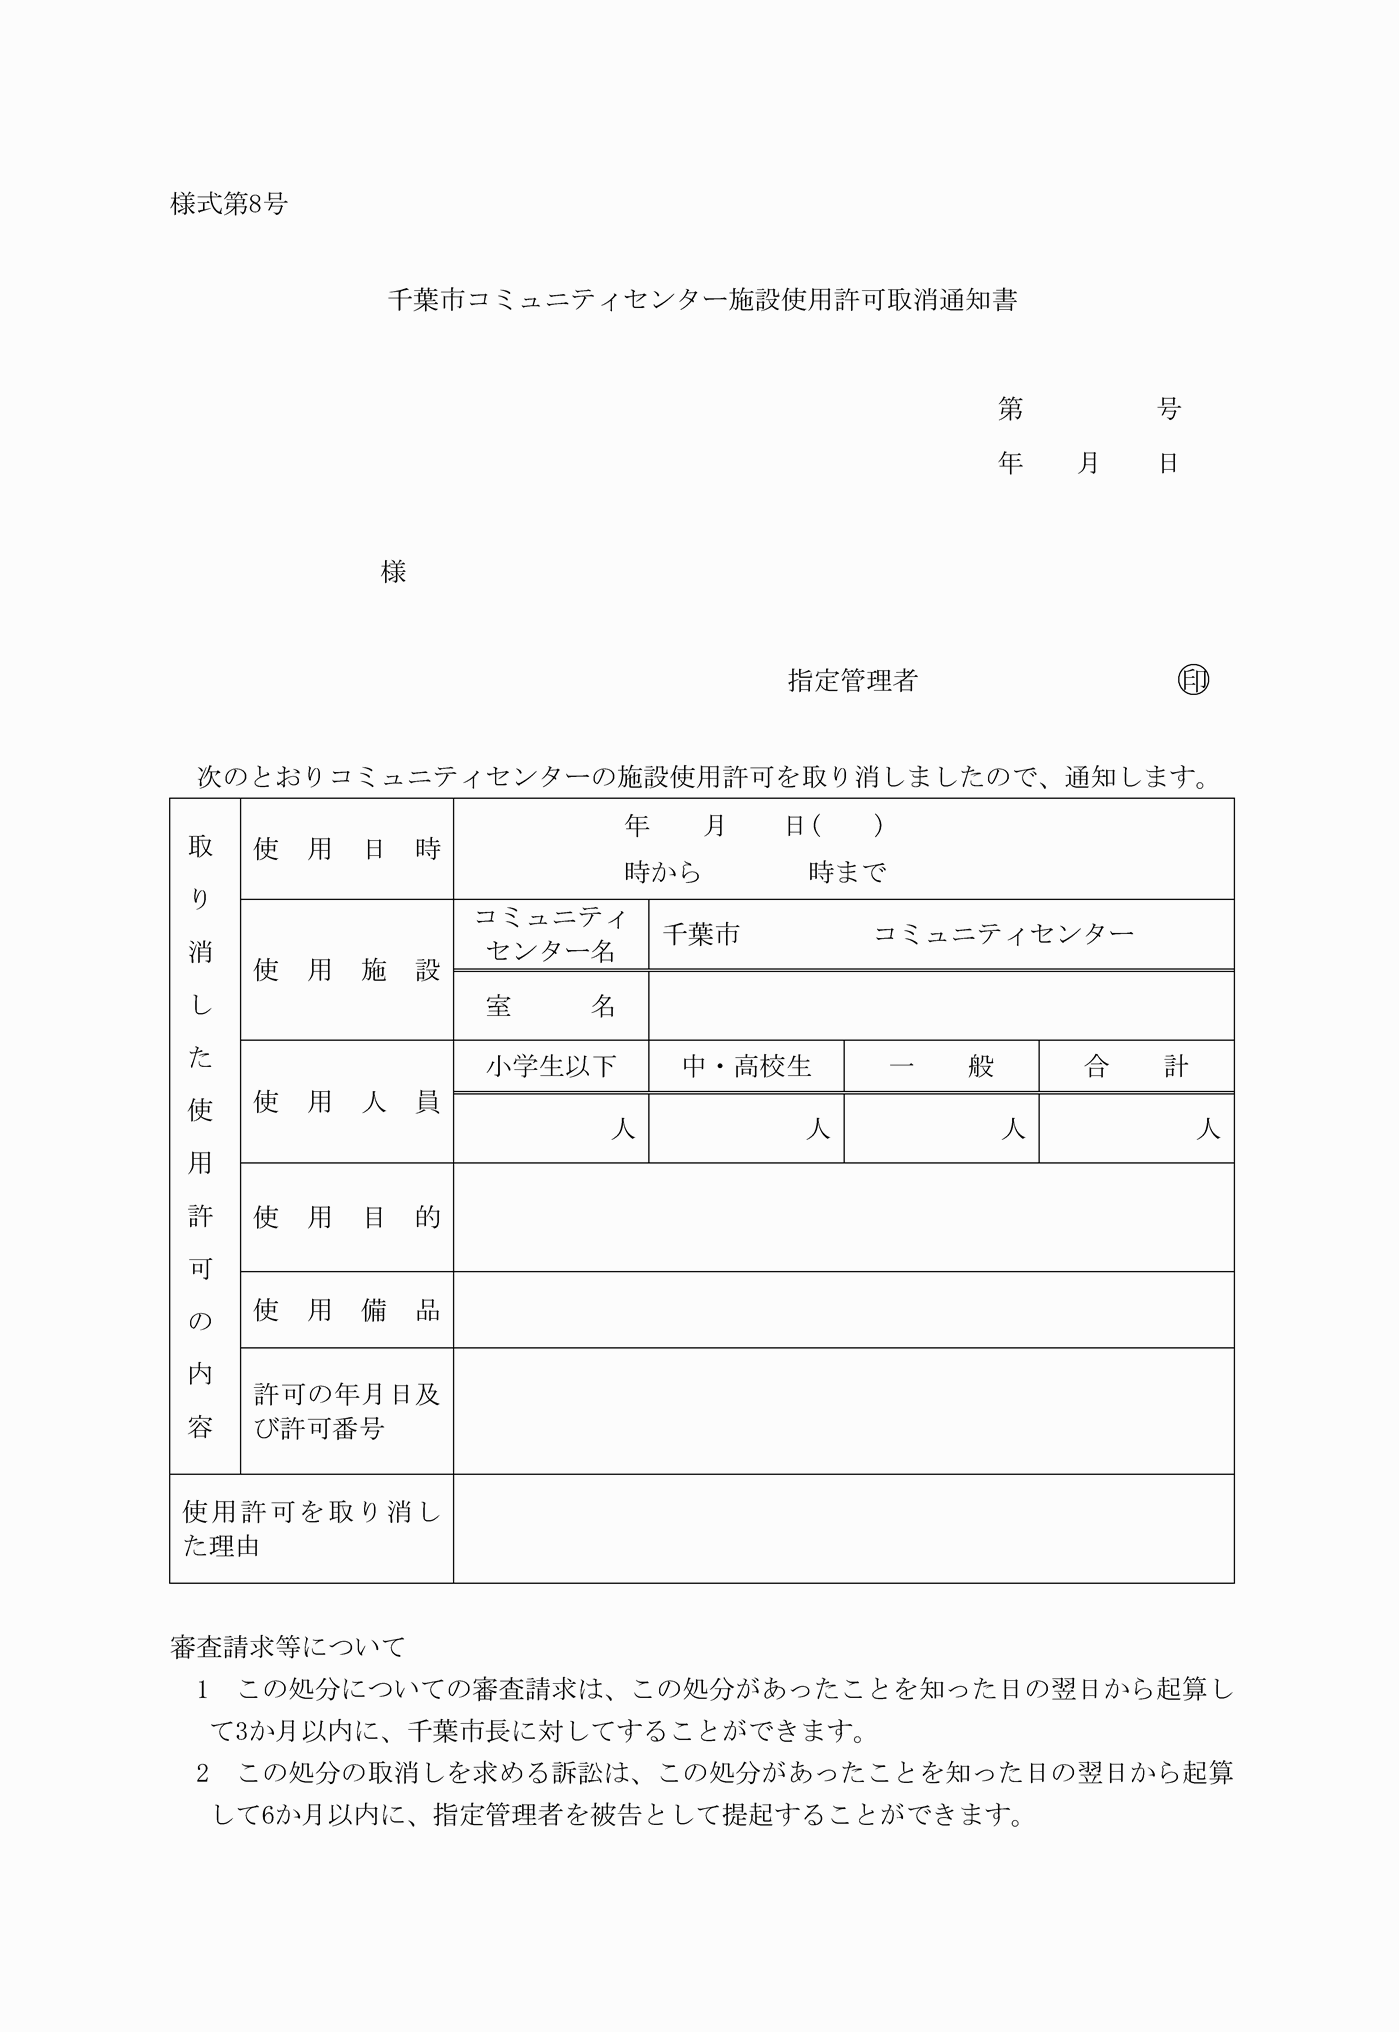 様式第8号
千葉市コミュニティセンター施設使用許可取消通知書
第　　　　　号
年　　月　　日
様
指定管理者　　　　　　　　　　㊞
次のとおりコミュニティセンターの施設使用許可を取り消しましたので、通知します。
取り消した使用許可の内容
使用日時
年　　月　　日(　　)
時から　　　　時まで
使用施設
コミュニティ
センター名
千葉市　　　　　コミュニティセンター
室　　　名
使用人員
小学生以下　中・高校生　一　　般　合　　計
人　人　人　人
使用目的
使用備品
許可の年月日及
び許可番号
使用許可を取り消し
た理由
審査請求等について
1　この処分についての審査請求は、この処分があったことを知った日の翌日から起算し
て3か月以内に、千葉市長に対してすることができます。
2　この処分の取消しを求める訴訟は、この処分があったことを知った日の翌日から起算
して6か月以内に、指定管理者を被告として提起することができます。